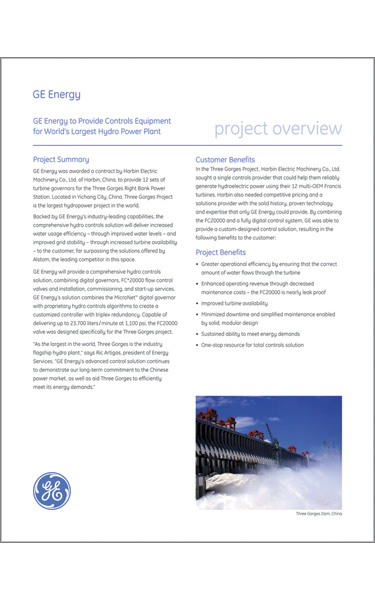 GE Energy
GE Energy to Provide Controls Equipment
for World's Largest Hydro Power Plant
project overview
Project Summary
GE Energy was awarded a contract by Harbin Electric
Machinery Co., Ltd. of Harbin, China, to provide 12 sets
of turbine governors for the Three Gorges Right Bank Power
Station. Located in Yichang City, China, Three Gorges Project
is the largest hydropower project in the world.
Backed by GE Energy's industry-leading capabilities, the
comprehensive hydro controls solution will deliver increased
water usage efficiency – through improved water levels – and
improved grid stability – through increased turbine availability
– to the customer, for surpassing the solutions offered by
Alstom, the leading competitor in this space.
GE Energy will provide a comprehensive hydro controls
solution, combining digital governors, FC*20000 flow control
valves and installation, commissioning, and start-up services.
GE Energy's solution combines the MicroNet™ digital governor
with proprietary hydro control algorithms to create a
customized controller with triplex redundancy. Capable of
delivering up to 23,700 liters/minute at 1,100 psi, the FC20000
valve was designed specifically for the Three Gorges project.
"As the largest in the world, Three Gorges is the industry
flagship hydro plant," says Ric Artigas, president of Energy
Services. "GE Energy's advanced control solution continues
to demonstrate our long-term commitment to the Chinese
power market, as well as aid Three Gorges to efficiently
meet its energy demands."
Customer Benefits
In the Three Gorges Project, Harbin Electric Machinery Co., Ltd.
sought a single controls provider that could help them reliably
generate hydroelectric power using their 12 multi-OEM Francis
turbines. Harbin also needed competitive pricing and a
solutions provider with the solid history, proven technology
and expertise that only GE Energy could provide. By combining
the FC20000 and a fully digital control system, GE was able to
provide a custom-designed control solution, resulting in the
following benefits to the customer:
Project Benefits
• Greater operational efficiency by ensuring that the correct
amount of water flows through the turbine
• Enhanced operating revenue through decreased
maintenance costs – the FC20000 is nearly leak proof
• Improved turbine availability
• Minimized downtime and simplified maintenance enabled
by solid, modular design
• Sustained ability to meet energy demands
• One-stop resource for total controls solution
Three Gorges Dam, China
GE